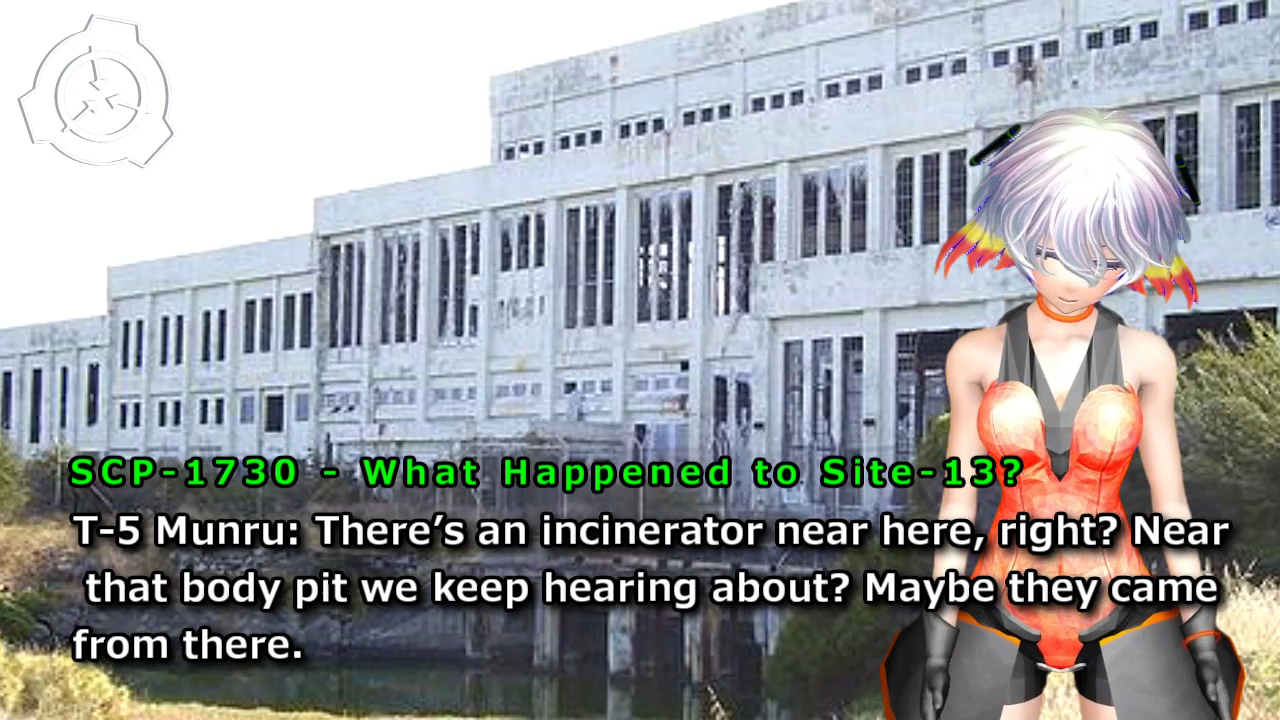 SCP-1730 - What Happened to Site-13?
T-5 Munru: There’s an incinerator near here, right? Near
that body pit we keep hearing about? Maybe they came
from there.